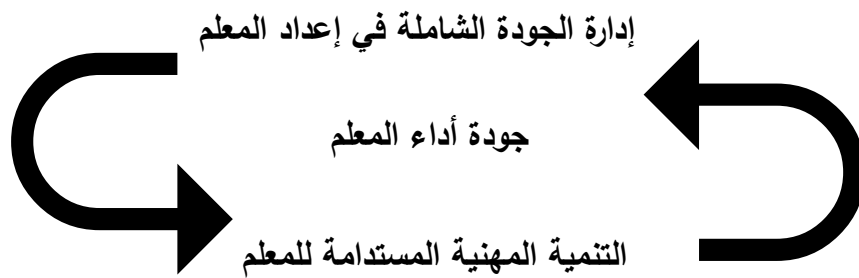 إدارة الجودة الشاملة في إعداد المعلم
جودة أداء المعلم
التنمية المهنية المستدامة للمعلم